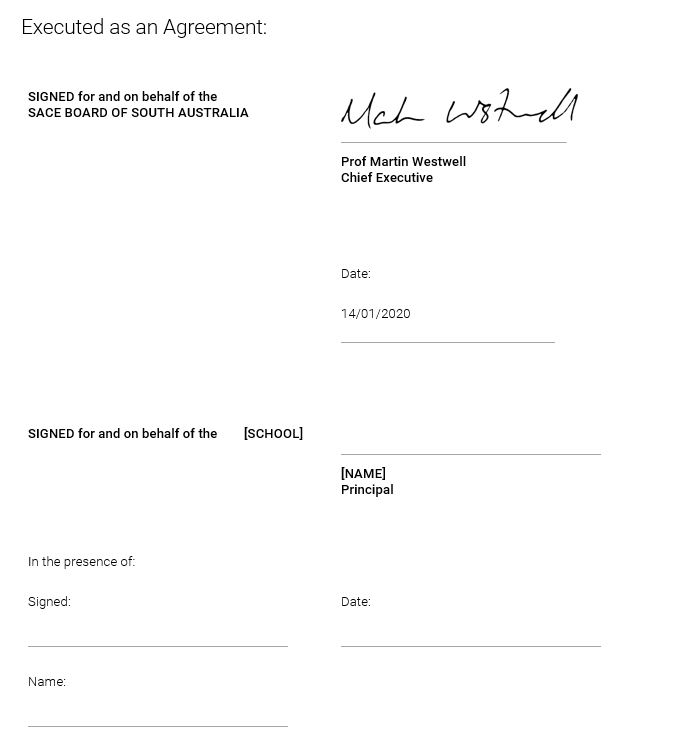 Executed as an Agreement:
SIGNED for and on behalf of the
SACE BOARD OF SOUTH AUSTRALIA
Prof Martin Westwell
Chief Executive
Date:
14/01/2020
SIGNED for and on behalf of the [SCHOOL]
[NAME]
Principal
In the presence of:
Signed:
Date:
Name: